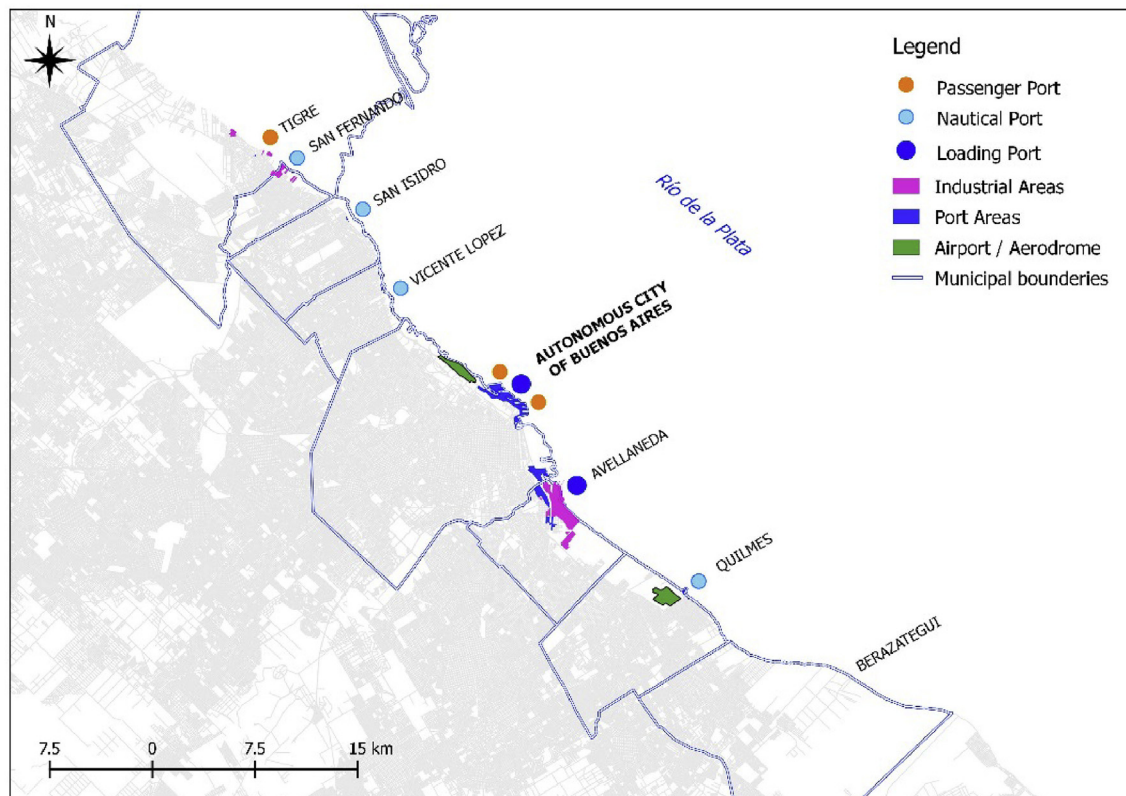 N
Legend
Passenger Port
Nautical Port
Loading Port
Industrial Areas
Port Areas
Airport / Aerodrome
Municipal bounderies
TIGRE
SAN FERNANDO
SAN ISIDRO
VICENTE LOPEZ
Río de la Plata
AUTONOMOUS CITY
OF BUENOS AIRES
AVELLANEDA
QUILMES
BERAZATEGUI
7.5 0 7.5 15 km